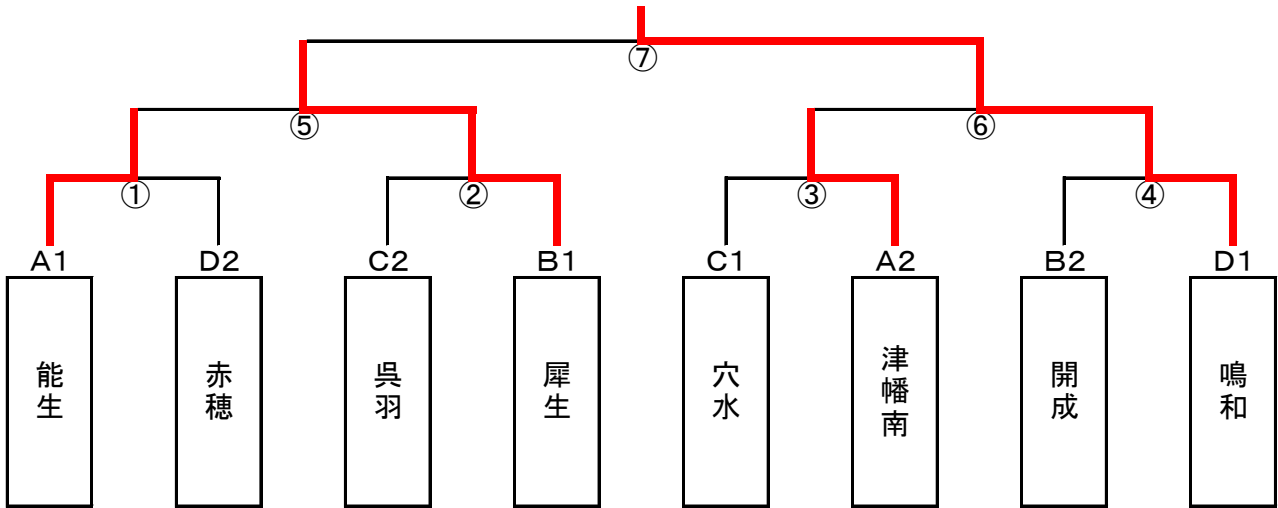 ⑦
⑤
⑥
①
②
③
④
A1
D2
C2
B1
C1
A2
B2
D1
能生
赤穂
呉羽
犀生
穴水
津幡南
開成
鳴和